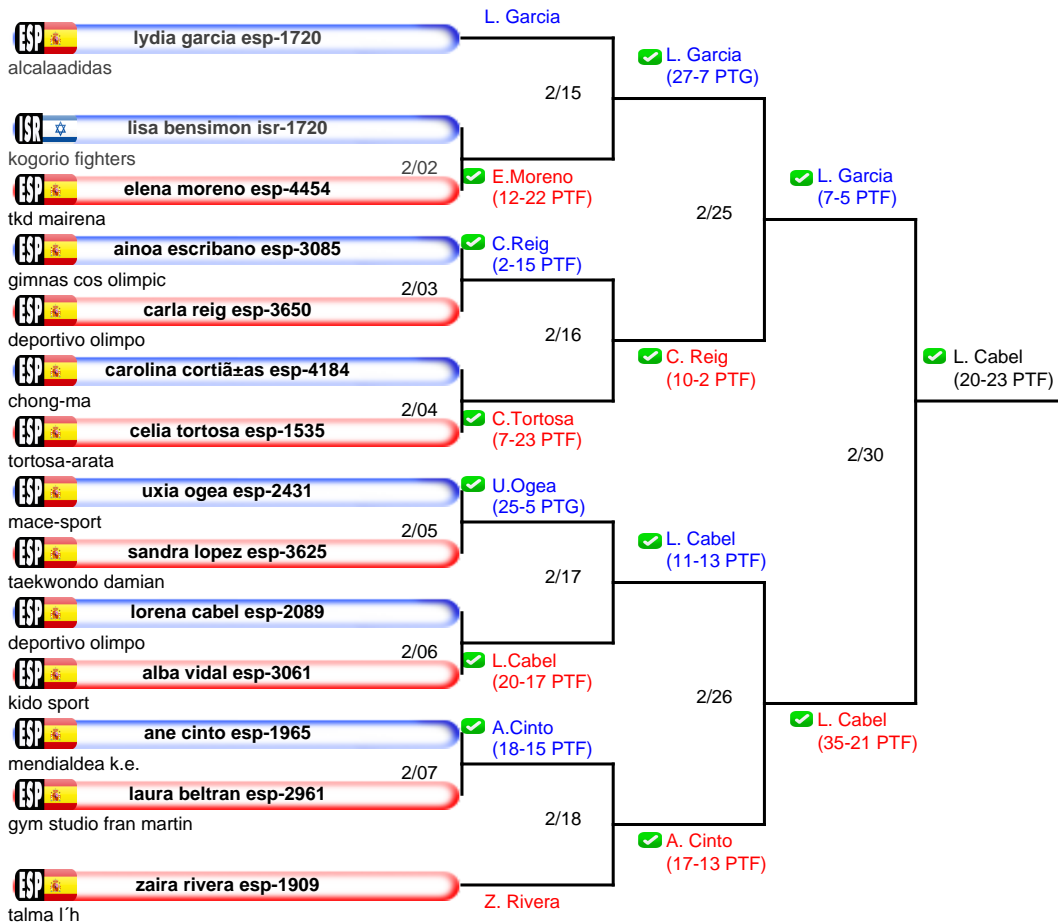 L. Garcia
ESP lydia garcia esp-1720
alcalaadidas
L. Garcia
(27-7 PTG)
2/15
ISR lisa bensimon isr-1720
kogorio fighters
2/02
E.Moreno
(12-22 PTF)
ESP elena moreno esp-4454
tkd mairena
L. Garcia
(7-5 PTF)
2/25
ESP ainoa escribano esp-3085
gimnas cos olimpic
C.Reig
(2-15 PTF)
2/03
ESP carla reig esp-3650
deportivo olimpo
2/16
C. Reig
(10-2 PTF)
L. Cabel
(20-23 PTF)
ESP carolina cortiã±as esp-4184
chong-ma
2/04
C.Tortosa
(7-23 PTF)
ESP celia tortosa esp-1535
tortosa-arata
2/30
ESP uxia ogea esp-2431
mace-sport
U.Ogea
(25-5 PTG)
2/05
ESP sandra lopez esp-3625
taekwondo damian
L. Cabel
(11-13 PTF)
2/17
ESP lorena cabel esp-2089
deportivo olimpo
2/06
L.Cabel
(20-17 PTF)
ESP alba vidal esp-3061
kido sport
2/26
L. Cabel
(35-21 PTF)
ESP ane cinto esp-1965
mendialdea k.e.
A.Cinto
(18-15 PTF)
2/07
ESP laura beltran esp-2961
gym studio fran martin
2/18
A. Cinto
(17-13 PTF)
ESP zaira rivera esp-1909
talma l´h
Z. Rivera